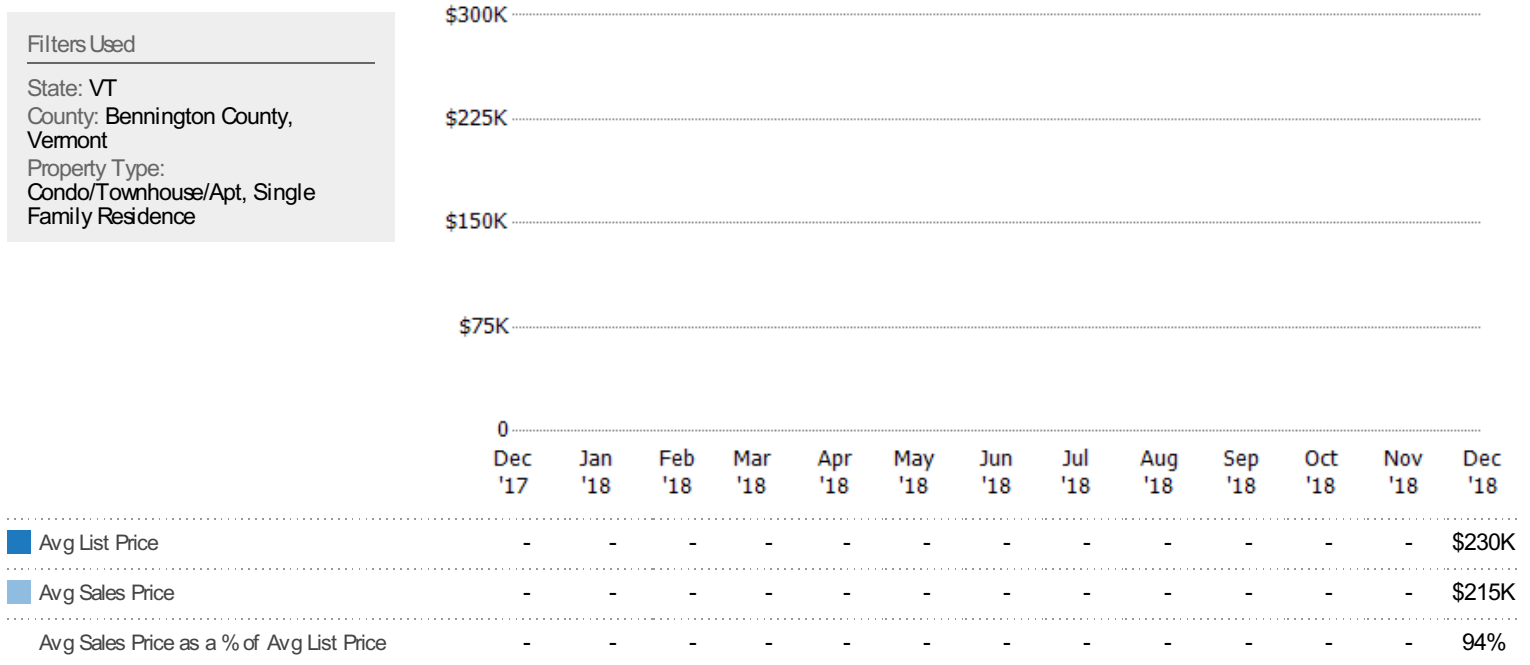 Filters Used
State: VT
County: Bennington County,
Vermont
Property Type:
Condo/Townhouse/Apt, Single
Family Residence
$300K
$225K
$150K
$75K
0
Dec Jan Feb Mar Apr May Jun Jul Aug Sep Oct Nov Dec
'17 '18 '18 '18 '18 '18 '18 '18 '18 '18 '18 '18 '18
Avg List Price - - - - - - - - - - - - $230K
Avg Sales Price - - - - - - - - - - - - $215K
Avg Sales Price as a % of Avg List Price - - - - - - - - - - - - 94%